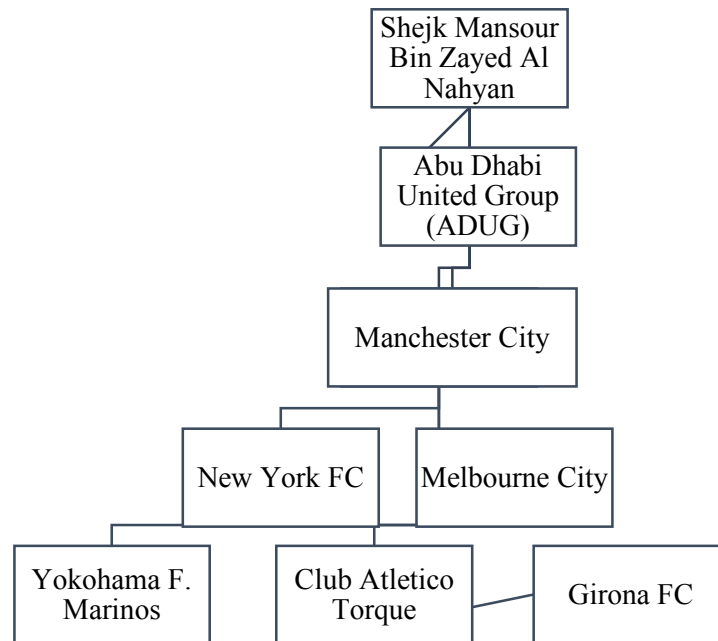 Shejk Mansour
Bin Zayed Al
Nahyan
Abu Dhabi
United Group
(ADUG)
Manchester City
New York FC
Melbourne City
Yokohama F.
Marinos
Club Atletico
Torque
Girona FC